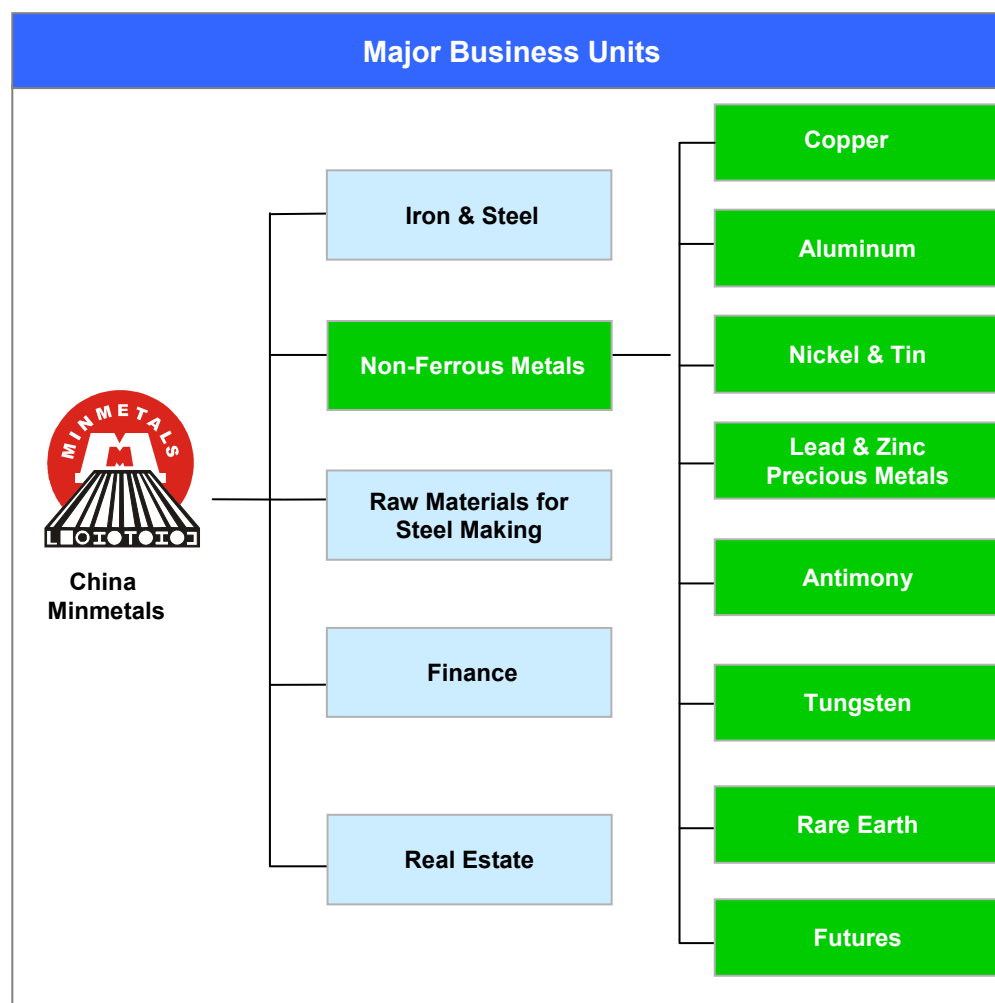 Major Business Units
Copper
Iron & Steel
Aluminum
Non-Ferrous Metals
Nickel & Tin
MINMETALS
Lead & Zinc
Precious Metals
Raw Materials for
Steel Making
China
Minmetals
Antimony
Finance
Tungsten
Rare Earth
Real Estate
Futures